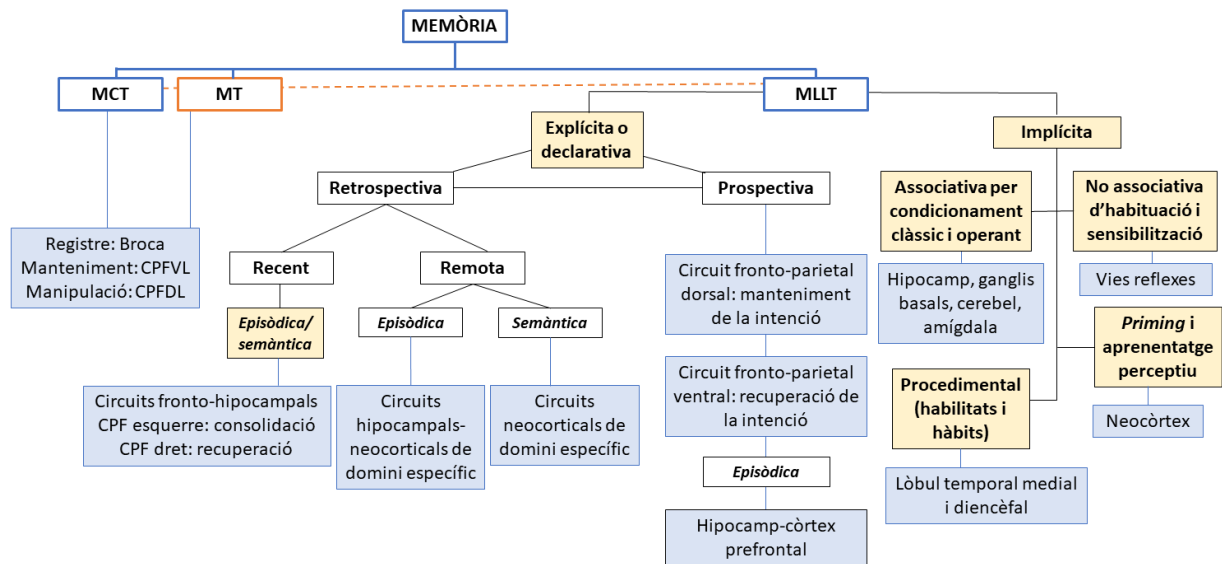 MEMÒRIA
MCT
MT
MLLT
Explícita o
declarativa
Implícita
Retrospectiva
Prospectiva
Associativa per
condicionament
clàssic i operant
No associativa
d'habituació i
sensibilització
Registre: Broca
Manteniment: CPFVL
Manipulació: CPFDL
Recent
Remota
Circuit fronto-parietal
dorsal: manteniment
de la intenció
Hipocamp, ganglis
basals, cerebel,
amígdala
Vies reflexes
Episòdica/
semàntica
Episòdica
Semàntica
Priming i
aprenentatge
perceptiu
Circuit fronto-parietal
ventral: recuperació de
la intenció
Procedimental
(habilitats i
hàbits)
Circuits fronto-hipocampals
CPF esquerre: consolidació
CPF dret: recuperació
Circuits
hipocampals-
neocorticals de
domini específic
Circuits
neocorticals de
domini específic
Neocòrtex
Episòdica
Lòbul temporal medial
i diencèfal
Hipocamp-còrtex
prefrontal